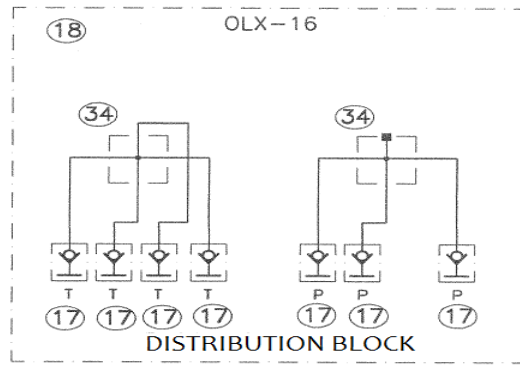 18 OLX-16
34 34
T T T T P P P
17 17 17 17 17 17 17
DISTRIBUTION BLOCK